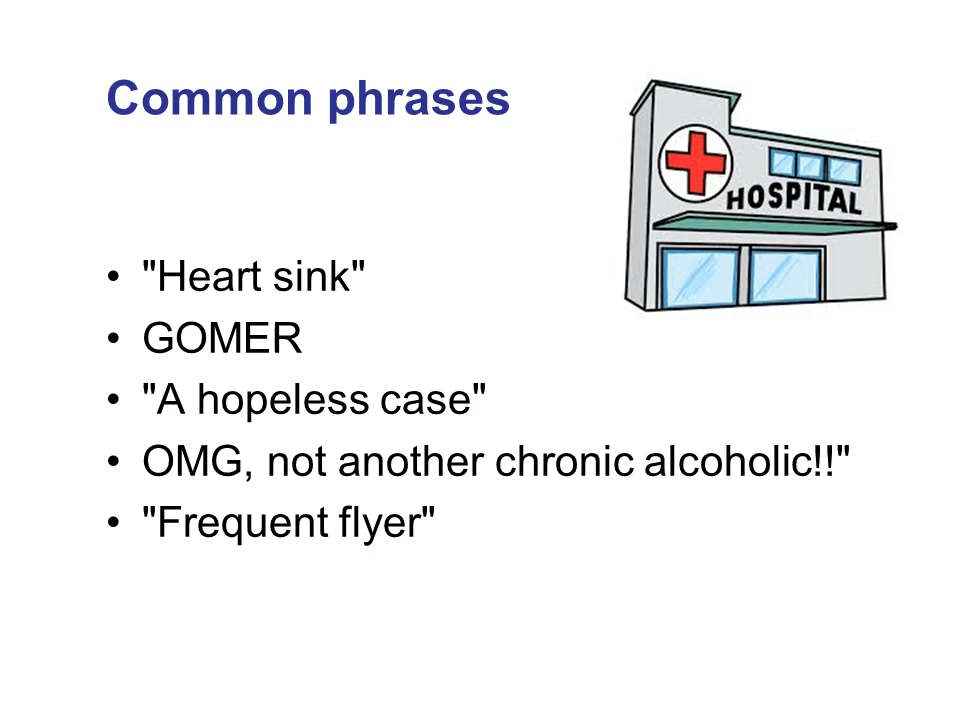 Common phrases
HOSPITAL
• "Heart sink"
• GOMER
• "A hopeless case"
• OMG, not another chronic alcoholic!!"
• "Frequent flyer"